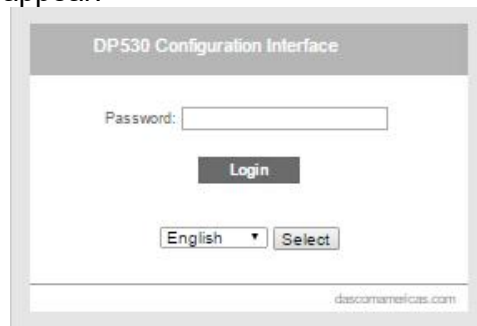 appear.
DP530 Configuration Interface
Password:
Login
English Select
dascomamericas.com